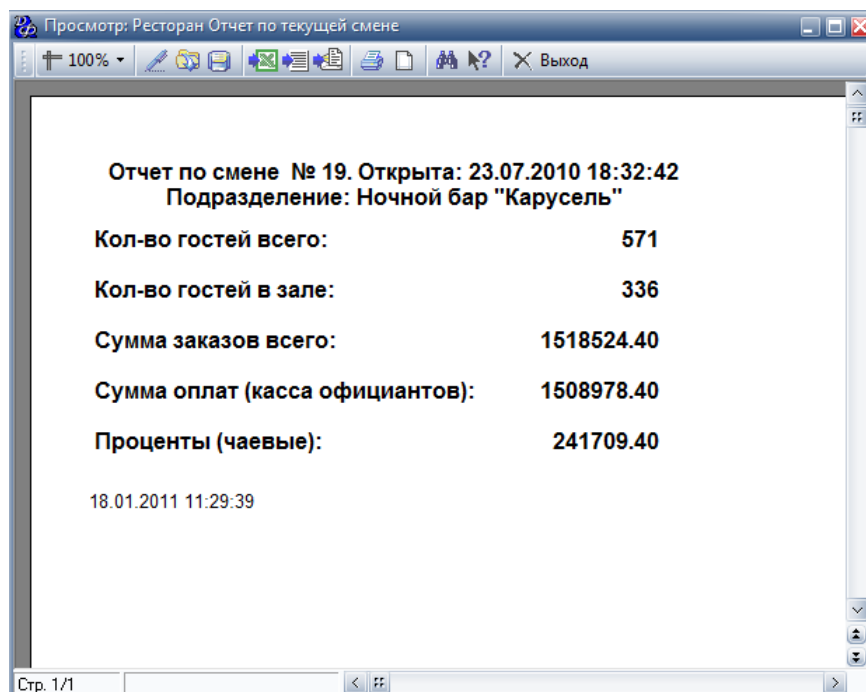 Просмотр: Ресторан Отчет по текущей смене
100% Выход
Отчет по смене № 19. Открыта: 23.07.2010 18:32:42
Подразделение: Ночной бар "Карусель"
Кол-во гостей всего: 571
Кол-во гостей в зале: 336
Сумма заказов всего: 1518524.40
Сумма оплат (касса официантов): 1508978.40
Проценты (чаевые): 241709.40
18.01.2011 11:29:39
Стр. 1/1